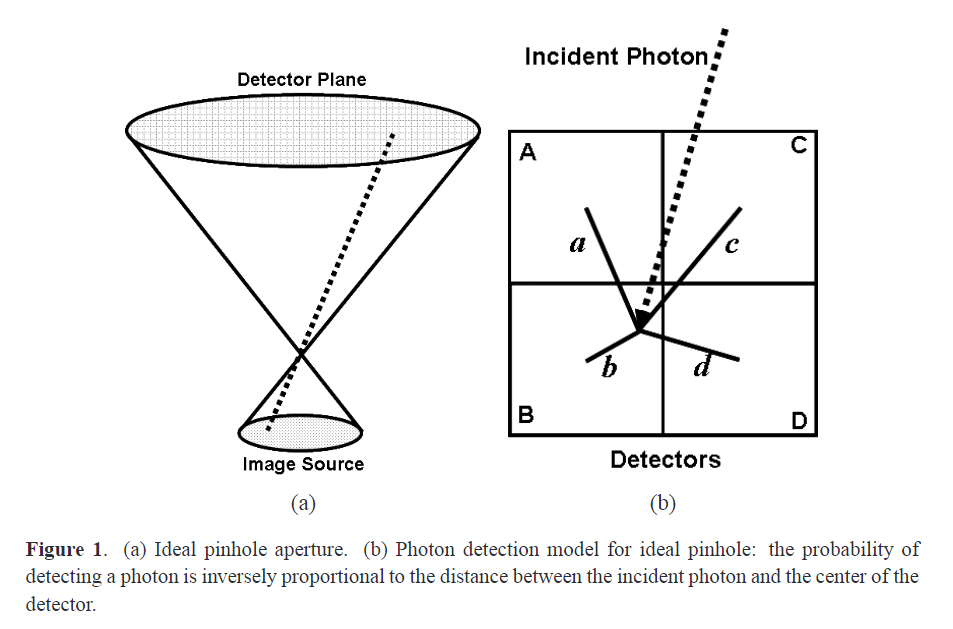 Detector Plane
Image Source
(a)
Incident Photon
A
C
a
c
b
d
B
D
Detectors
(b)
Figure 1. (a) Ideal pinhole aperture. (b) Photon detection model for ideal pinhole: the probability of
detecting a photon is inversely proportional to the distance between the incident photon and the center of the
detector.